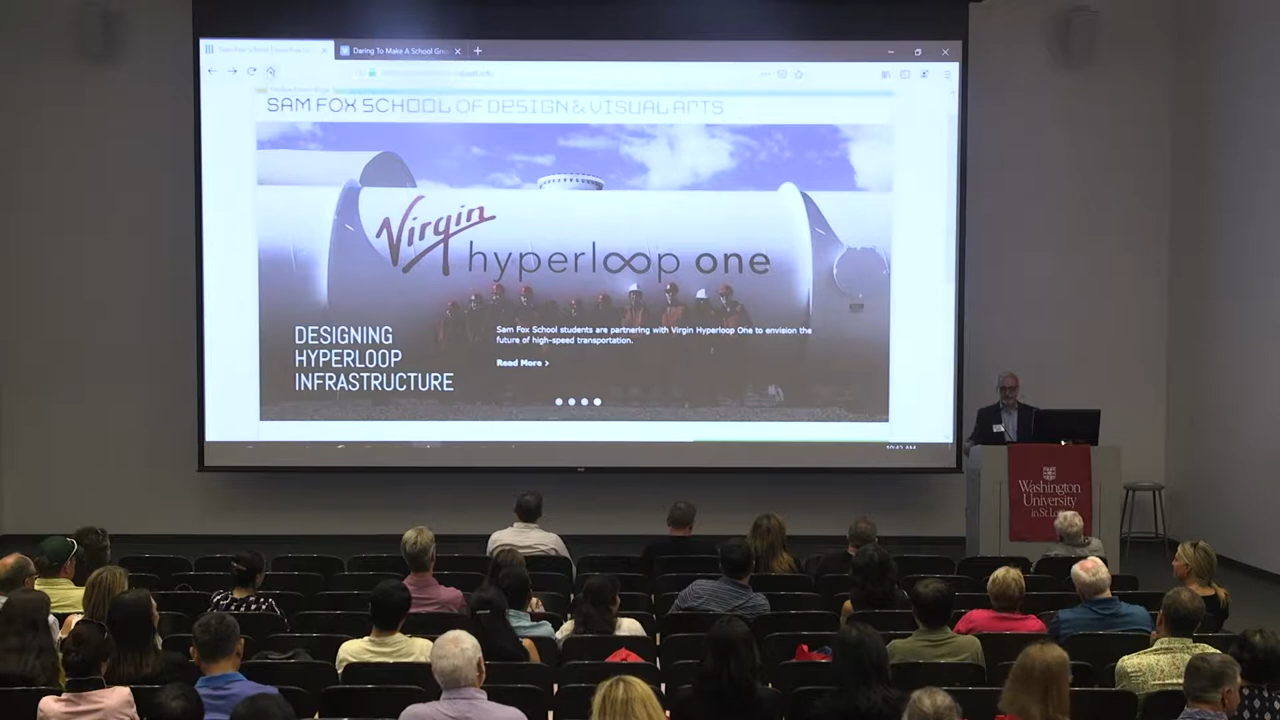 Daring To Make A School Gro
SAM FOX SCHOOL OF DESIGN & VISUAL ARTS
Virgin
hyperloop one
DESIGNING
HYPERLOOP
INFRASTRUCTURE
Sam Fox School students are partnering with Virgin Hyperloop One to envision the
future of high-speed transportation.
Read More >
Washington
University
in St.